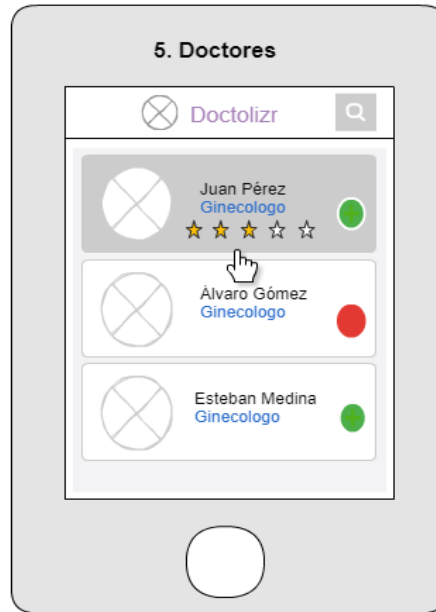 5. Doctores
Doctolizr
Juan Pérez
Ginecologo
Álvaro Gómez
Ginecologo
Esteban Medina
Ginecologo